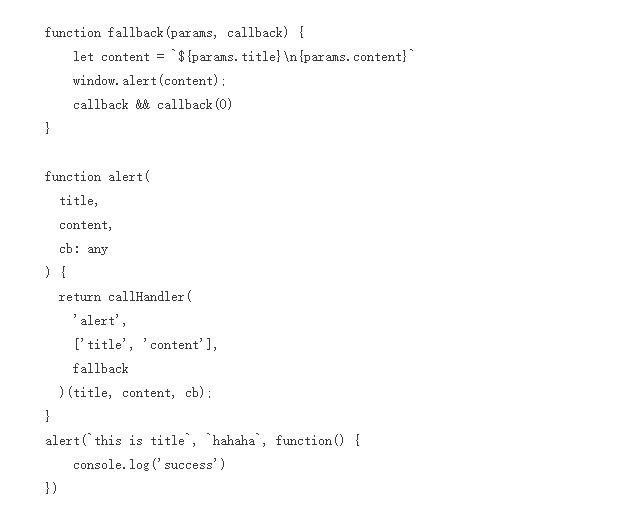 function fallback(params, callback) {
    let content = `${params.title}\n{params.content}`
    window.alert(content);
    callback && callback(0)
}

function alert(
  title,
  content,
  cb: any
) {
  return callHandler(
    'alert',
    ['title', 'content'],
    fallback
  )(title, content, cb);
}
alert(`this is title`, `hahaha`, function() {
    console.log('success')
})